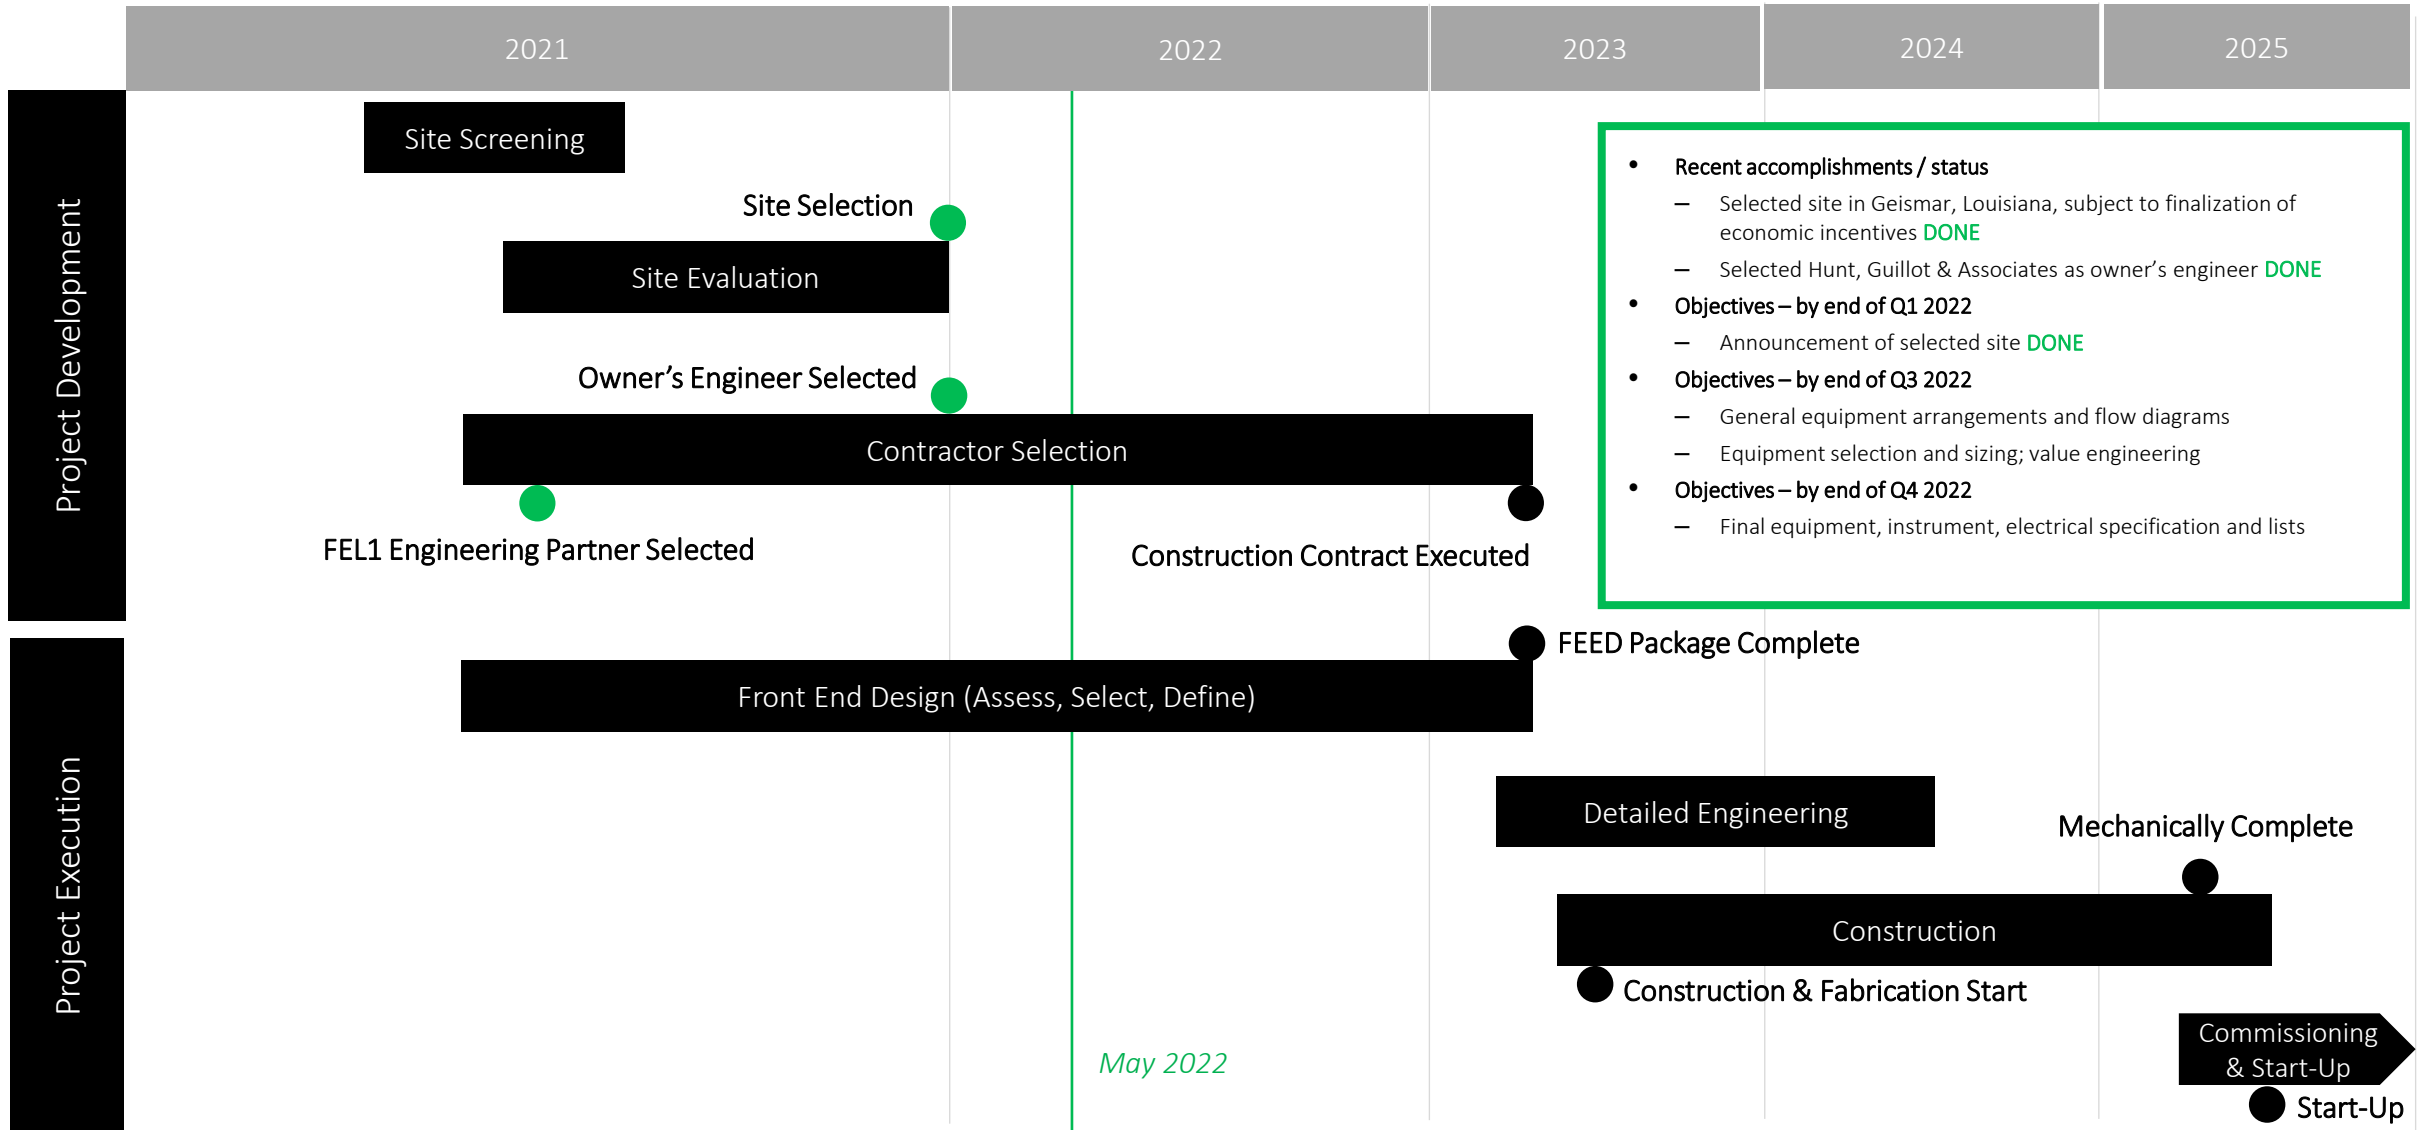 2021
2022
2023
2024
2025
Project Development
Site Screening
Site Selection
Site Evaluation
Owner’s Engineer Selected
Contractor Selection
FEL1 Engineering Partner Selected
Construction Contract Executed
• Recent accomplishments / status
– Selected site in Geismar, Louisiana, subject to finalization of
economic incentives DONE
– Selected Hunt, Guillot & Associates as owner’s engineer DONE
• Objectives – by end of Q1 2022
– Announcement of selected site DONE
• Objectives – by end of Q3 2022
– General equipment arrangements and flow diagrams
– Equipment selection and sizing; value engineering
• Objectives – by end of Q4 2022
– Final equipment, instrument, electrical specification and lists
Project Execution
FEED Package Complete
Front End Design (Assess, Select, Define)
Detailed Engineering
Mechanically Complete
Construction
Construction & Fabrication Start
Commissioning
& Start-Up
May 2022
Start-Up